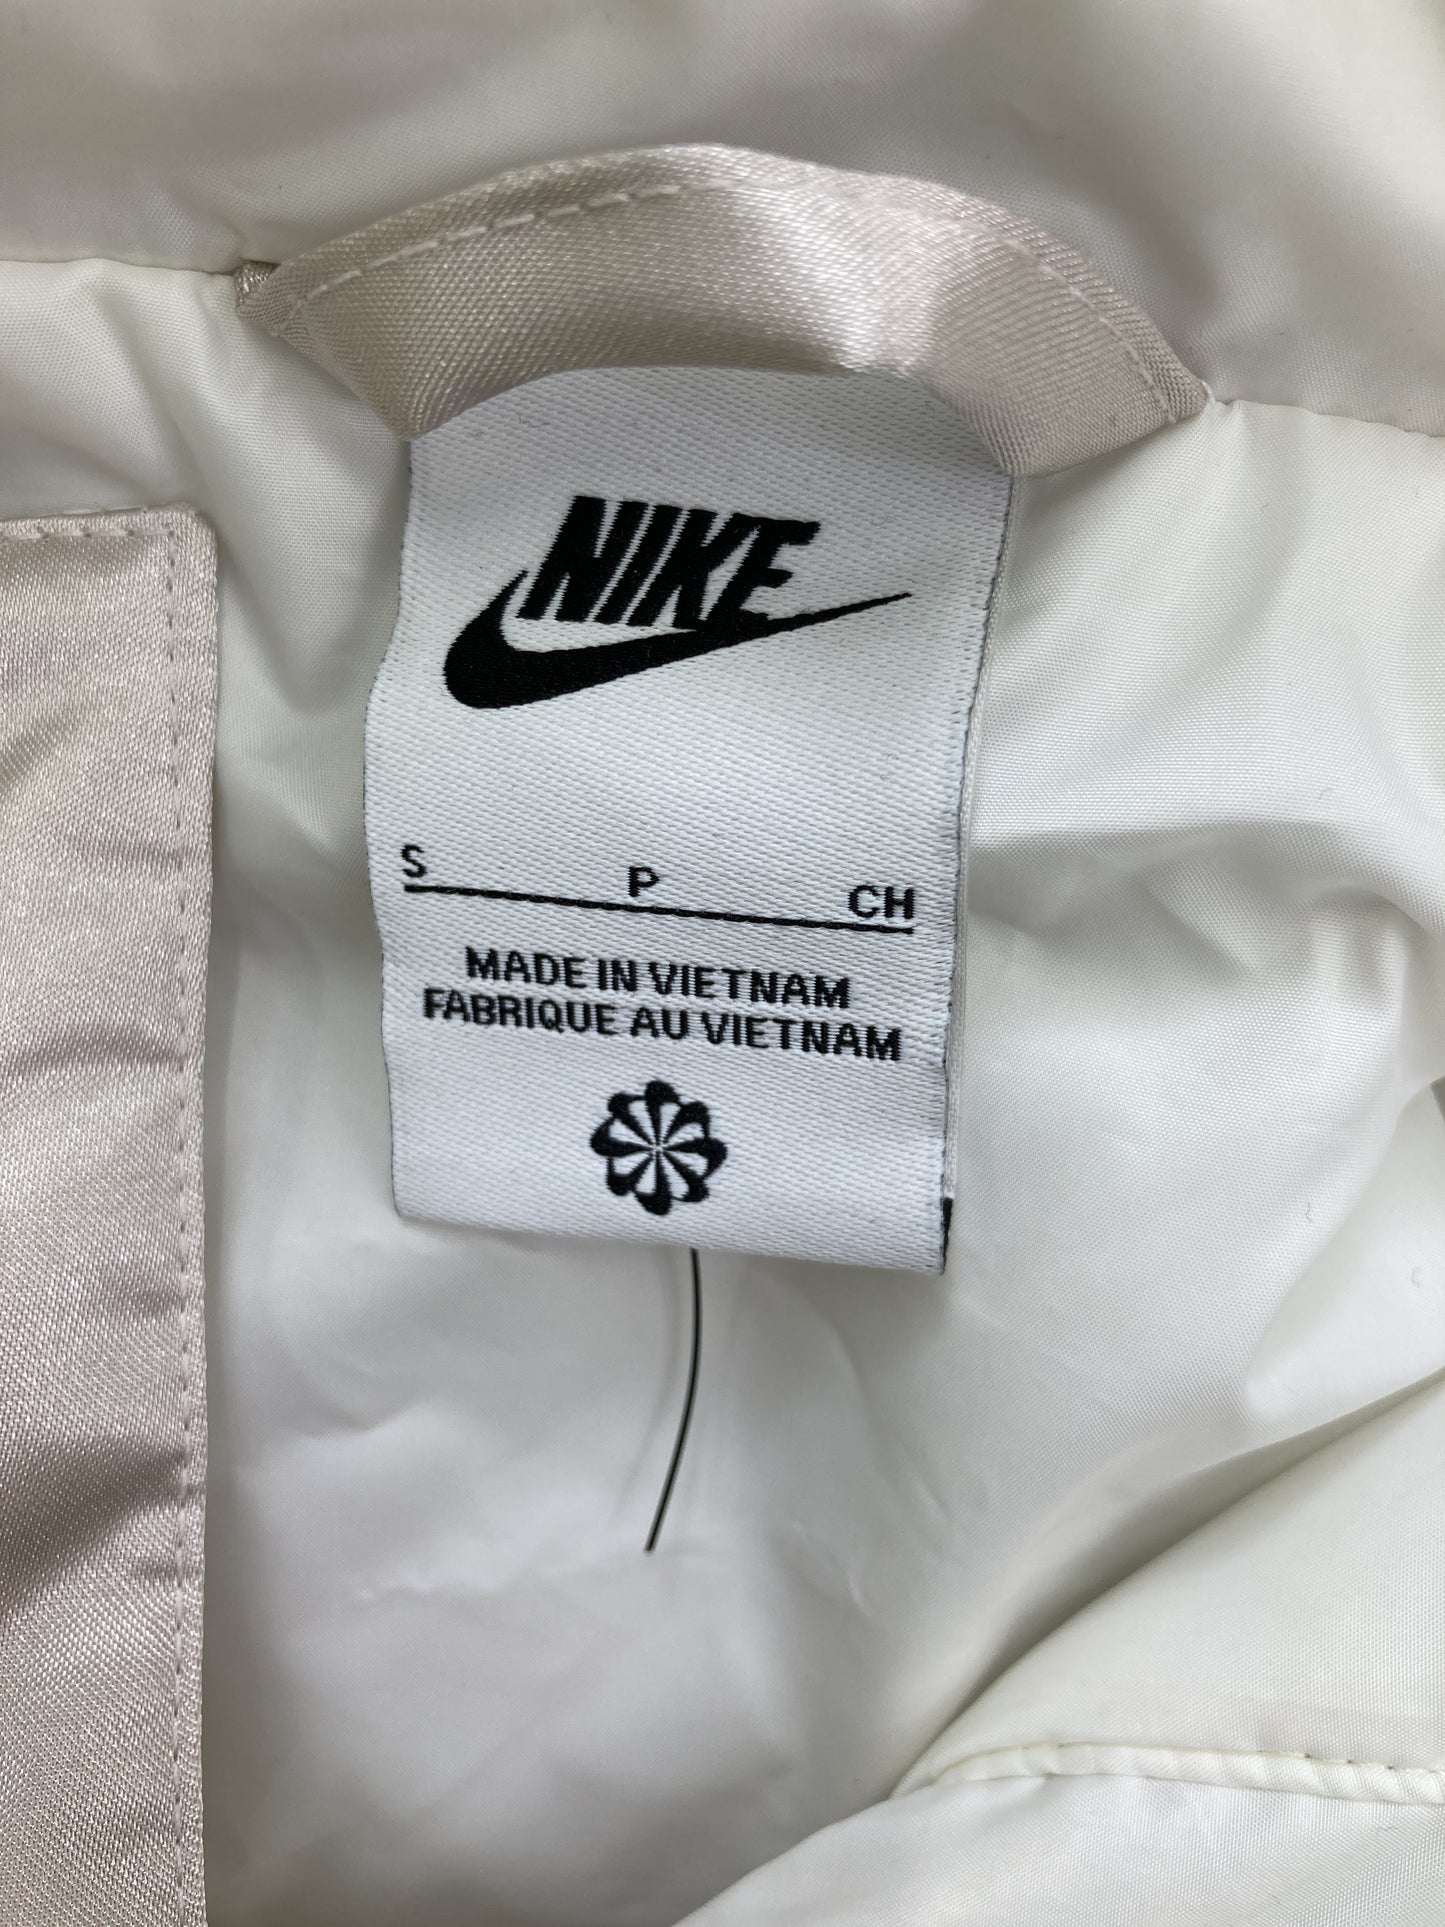 NIKE
S P CH
MADE IN VIETNAM
FABRIQUE AU VIETNAM